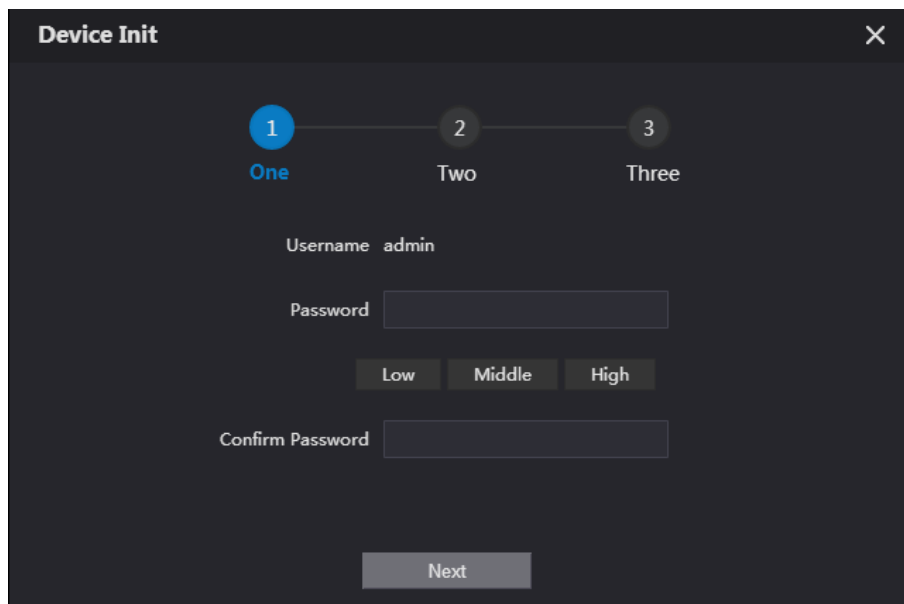 Device Init
1 2 3
One Two Three
Username admin
Password
Low Middle High
Confirm Password
Next